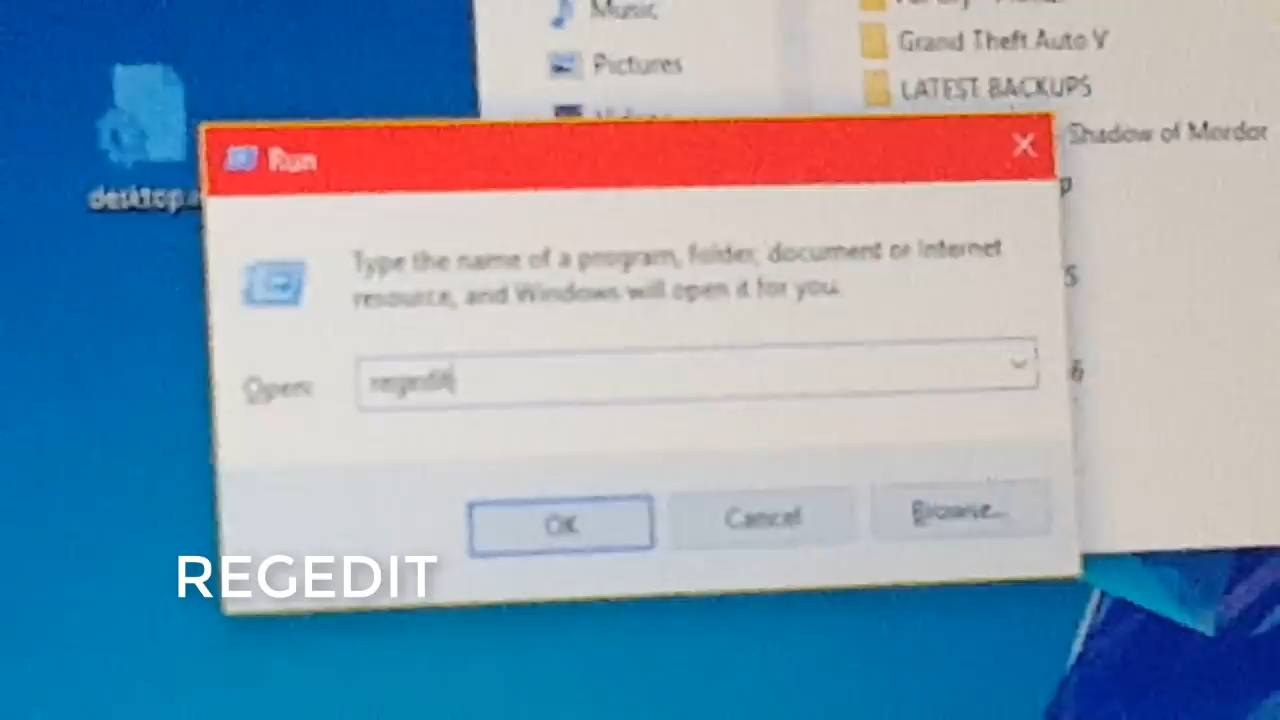 Music
Pictures
Grand Theft Auto V
LATEST BACKUPS
Shadow of Mordor
desktop
Run
Type the name of a program, folder, document or Internet
resource, and Windows will open it for you.
Open:
regedit
OK
Cancel
Browse...
REGEDIT